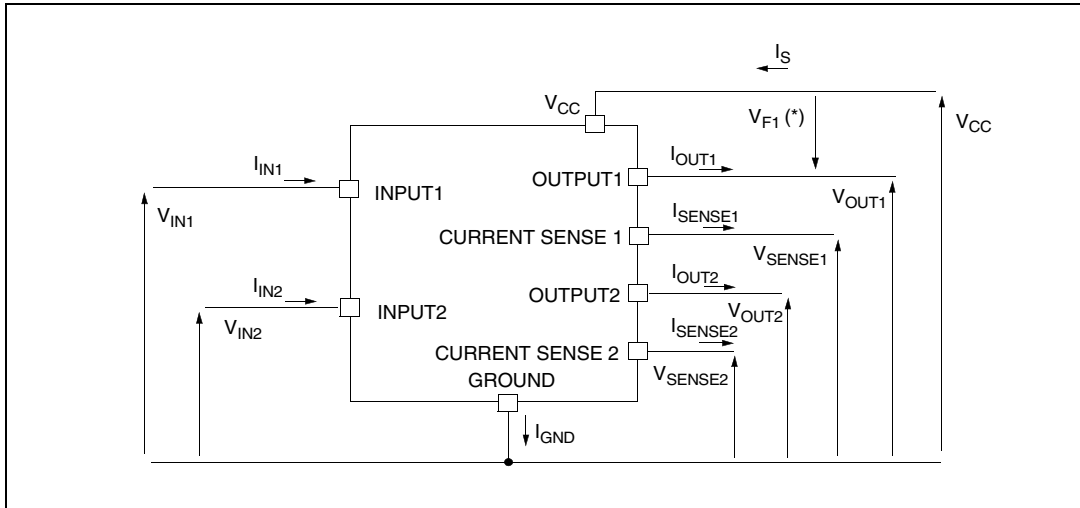 I_S
V_CC
V_F1 (*)
V_CC
I_IN1
I_OUT1
INPUT1
OUTPUT1
V_IN1
V_OUT1
I_SENSE1
CURRENT SENSE 1
V_SENSE1
I_IN2
I_OUT2
INPUT2
OUTPUT2
V_IN2
V_OUT2
I_SENSE2
CURRENT SENSE 2
V_SENSE2
GROUND
I_GND